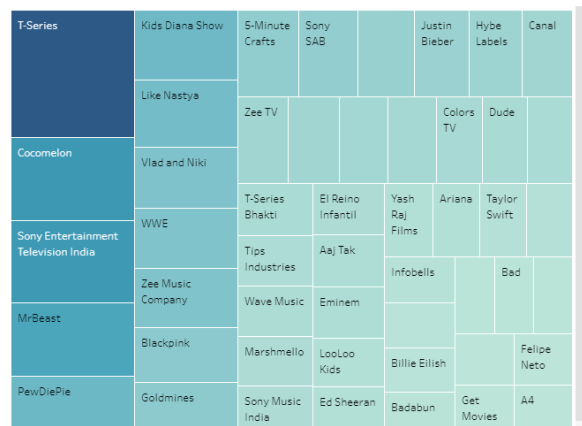 T-Series
Cocomelon
Sony Entertainment
Television India
MrBeast
PewDiePie
Kids Diana Show
Like Nastya
Vlad and Niki
WWE
Zee Music
Company
Blackpink
Goldmines
5-Minute
Crafts
Sony
SAB
Justin
Bieber
Hybe
Labels
Canal
Zee TV
Colors
TV
Dude
T-Series
Bhakti
Tips
Industries
Wave Music
Marshmello
Sony Music
India
El Reino
Infantil
Aaj Tak
Eminem
LooLoo
Kids
Ed Sheeran
Yash
Raj
Films
Ariana
Taylor
Swift
Infobells
Bad
Billie Eilish
Badabun
Get
Movies
Felipe
Neto
A4